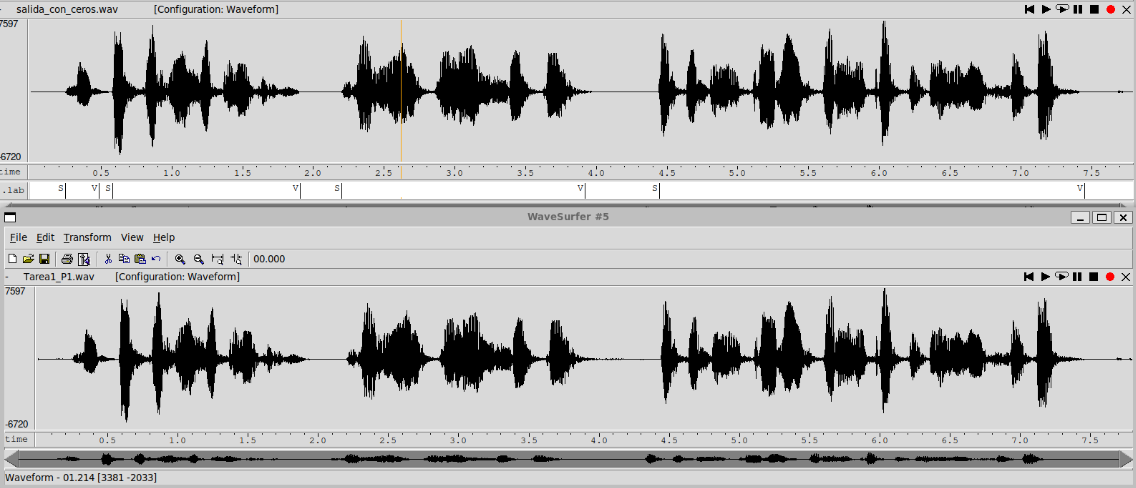 - salida_con_ceros.wav [Configuration: Waveform]
7597
-6720
time 0.5 1.0 1.5 2.0 2.5 3.0 3.5 4.0 4.5 5.0 5.5 6.0 6.5 7.0 7.5
.lab S V S V S V S V
WaveSurfer #5
File Edit Transform View Help
00.000
- Tarea1_P1.wav [Configuration: Waveform]
7597
-6720
time 0.5 1.0 1.5 2.0 2.5 3.0 3.5 4.0 4.5 5.0 5.5 6.0 6.5 7.0 7.5
Waveform - 01.214 [3381 -2033]